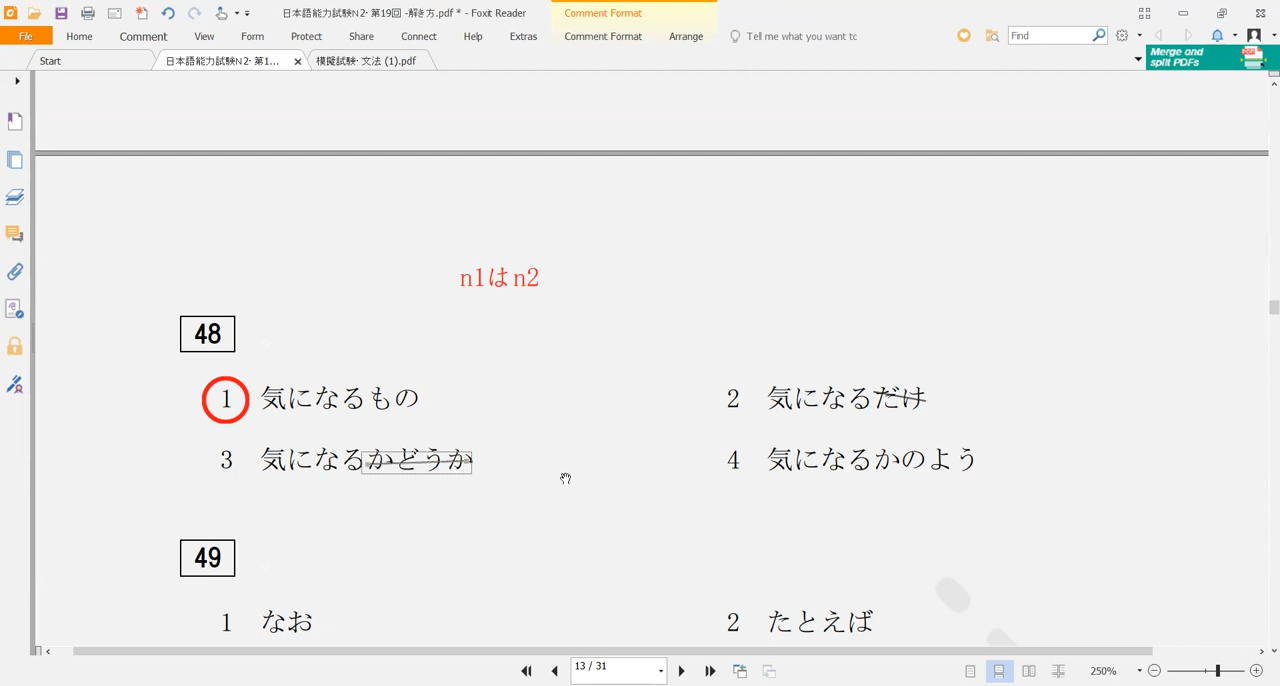 日本語能力試験N2・第19回 -解き方.pdf * - Foxit Reader
Comment Format
File Home Comment View Form Protect Share Connect Help Extras Comment Format Arrange Tell me what you want tc Find
Merge and split PDFs
Start 日本語能力試験N2・第1... 模擬試験・文法 (1).pdf
n1はn2
48
1 気になるもの 2 気になるだけ
3 気になるかどうか 4 気になるかのよう
49
1 なお 2 たとえば
13 / 31 250%